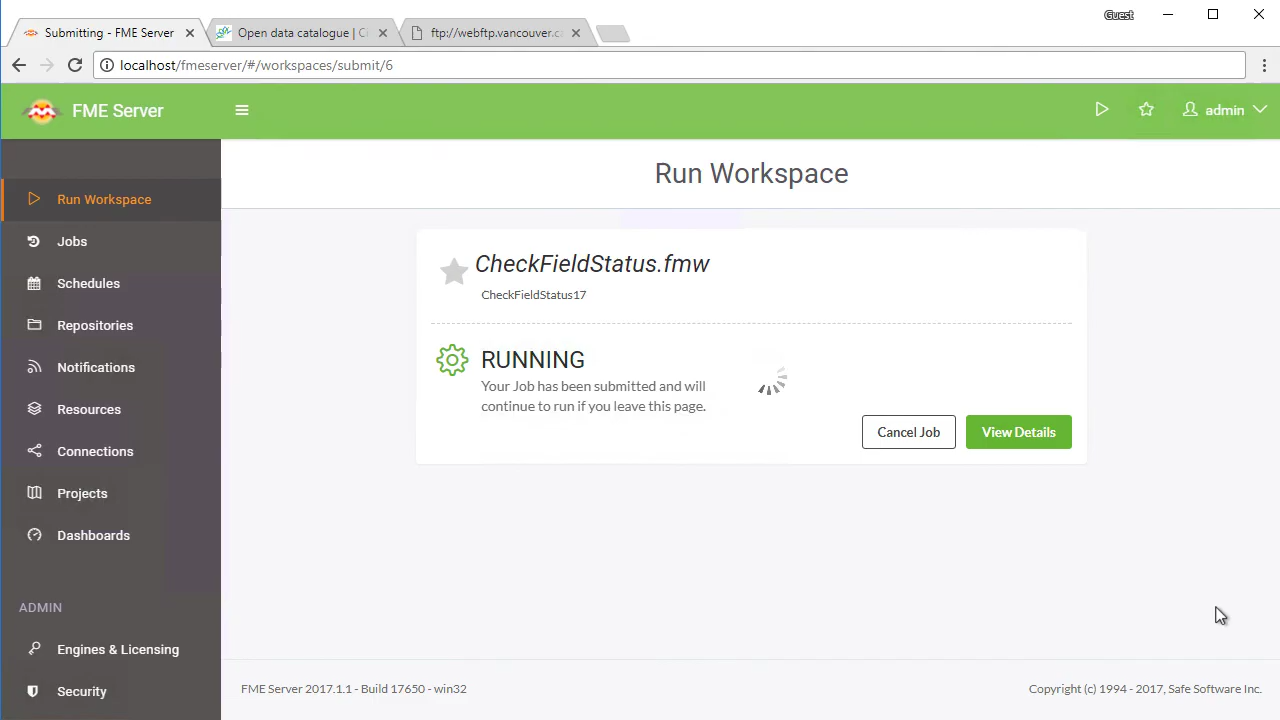 Guest
Submitting - FME Server
Open data catalogue | Ci
ftp://webftp.vancouver.ca
localhost/fmeserver/#/workspaces/submit/6
FME Server
admin
Run Workspace
Run Workspace
Jobs
Schedules
Repositories
Notifications
Resources
Connections
Projects
Dashboards
ADMIN
Engines & Licensing
Security
CheckFieldStatus.fmw
CheckFieldStatus17
RUNNING
Your Job has been submitted and will
continue to run if you leave this page.
Cancel Job
View Details
FME Server 2017.1.1 - Build 17650 - win32
Copyright (c) 1994 - 2017, Safe Software Inc.